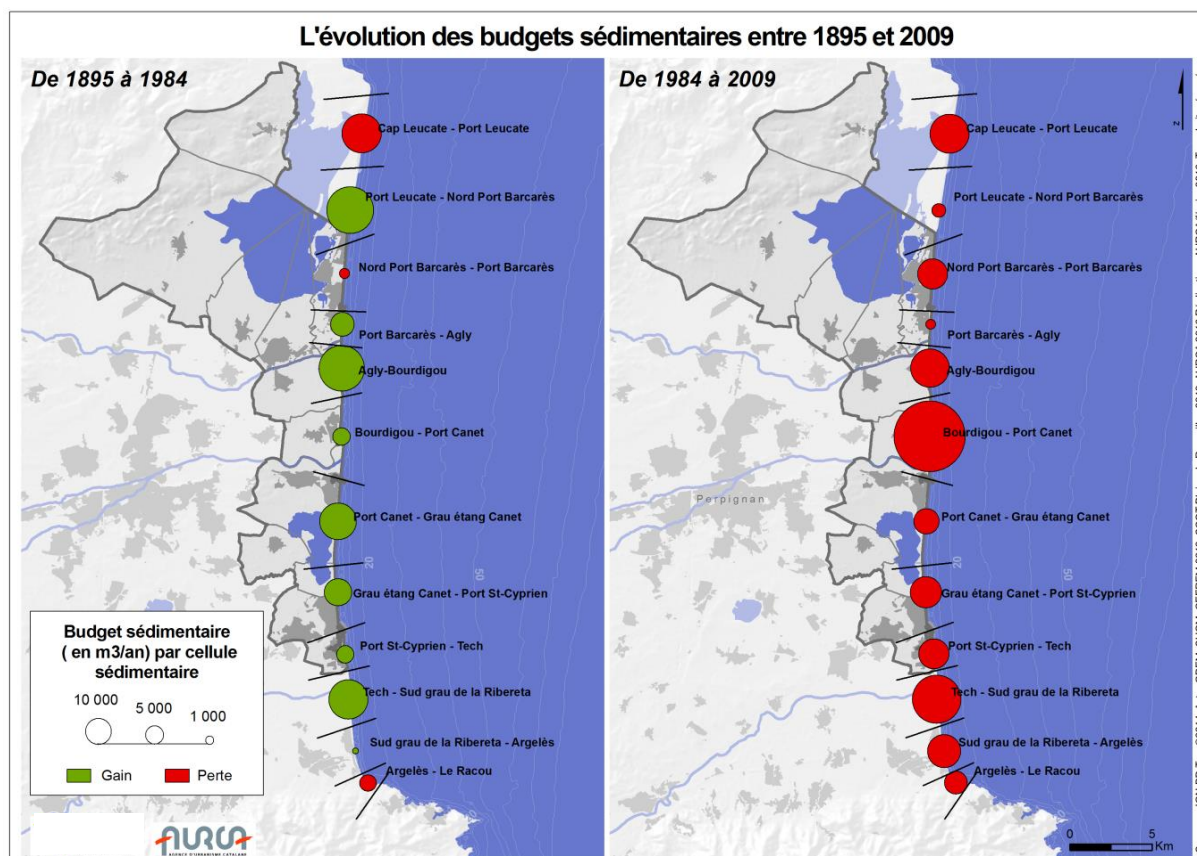 L'évolution des budgets sédimentaires entre 1895 et 2009
De 1895 à 1984
Cap Leucate - Port Leucate
Port Leucate - Nord Port Barcarès
Nord Port Barcarès - Port Barcarès
Port Barcarès - Agly
Agly-Bourdigou
Bourdigou - Port Canet
Port Canet - Grau étang Canet
20
50
Grau étang Canet - Port St-Cyprien
Port St-Cyprien - Tech
Tech - Sud grau de la Ribereta
Sud grau de la Ribereta - Argelès
Argelès - Le Racou
Budget sédimentaire
( en m3/an) par cellule
sédimentaire
10 000
5 000
1 000
Gain
Perte
AURCA
AGENCE D'URBANISME CATALANE
De 1984 à 2009
Cap Leucate - Port Leucate
Port Leucate - Nord Port Barcarès
Nord Port Barcarès - Port Barcarès
Port Barcarès - Agly
Agly-Bourdigou
Bourdigou - Port Canet
Perpignan
Port Canet - Grau étang Canet
20
50
Grau étang Canet - Port St-Cyprien
Port St-Cyprien - Tech
Tech - Sud grau de la Ribereta
Sud grau de la Ribereta - Argelès
Argelès - Le Racou
0
5
Km